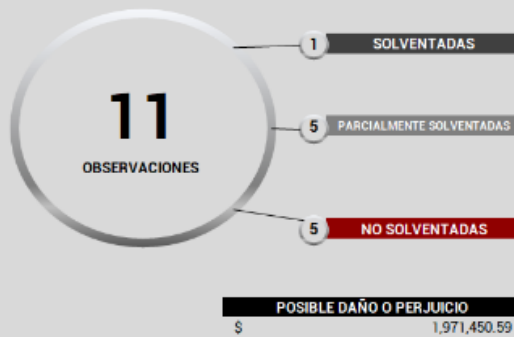 11
OBSERVACIONES
1 SOLVENTADAS
5 PARCIALMENTE SOLVENTADAS
5 NO SOLVENTADAS
POSIBLE DAÑO O PERJUICIO
$ 1,971,450.59